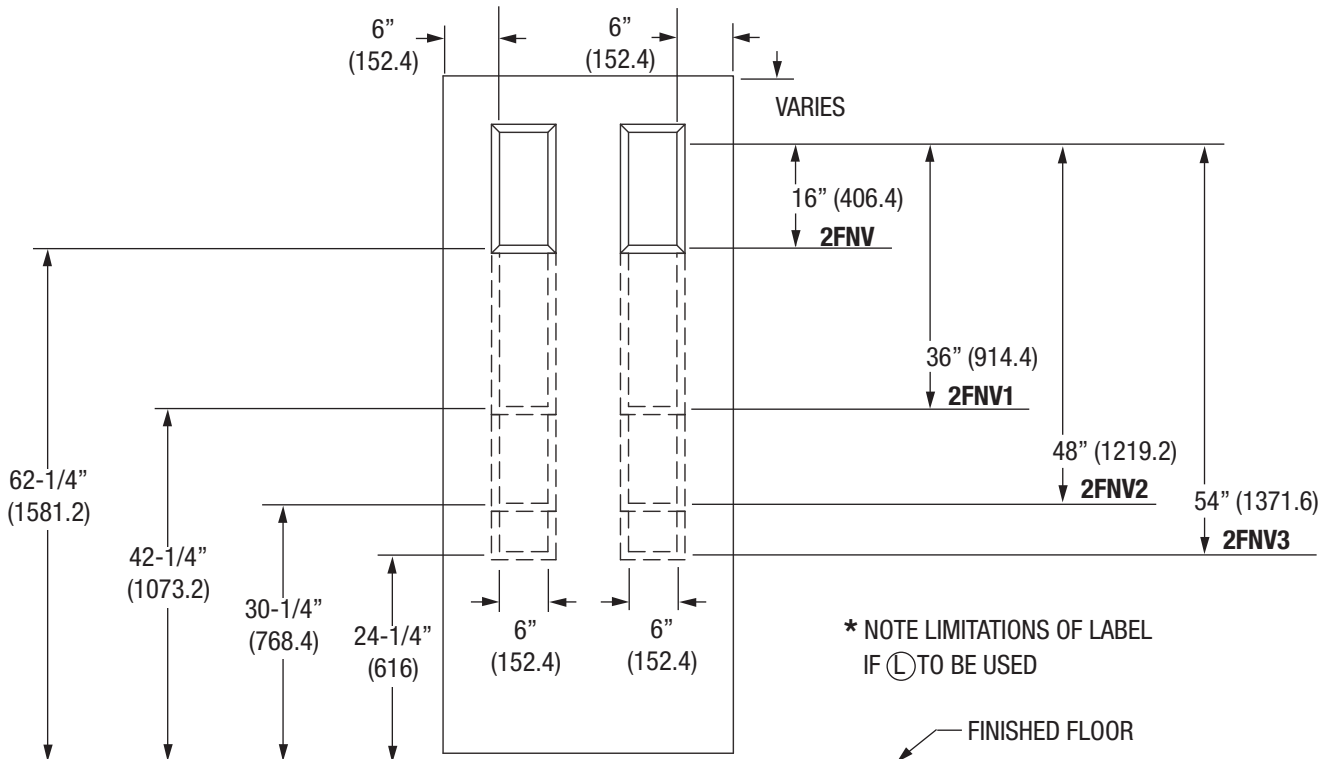 6”
(152.4)
6”
(152.4)
VARIES
16” (406.4)
2FNV
36” (914.4)
2FNV1
48” (1219.2)
2FNV2
54” (1371.6)
2FNV3
62-1/4”
(1581.2)
42-1/4”
(1073.2)
30-1/4”
(768.4)
24-1/4”
(616)
6”
(152.4)
6”
(152.4)
* NOTE LIMITATIONS OF LABEL
IF Ⓛ TO BE USED
FINISHED FLOOR